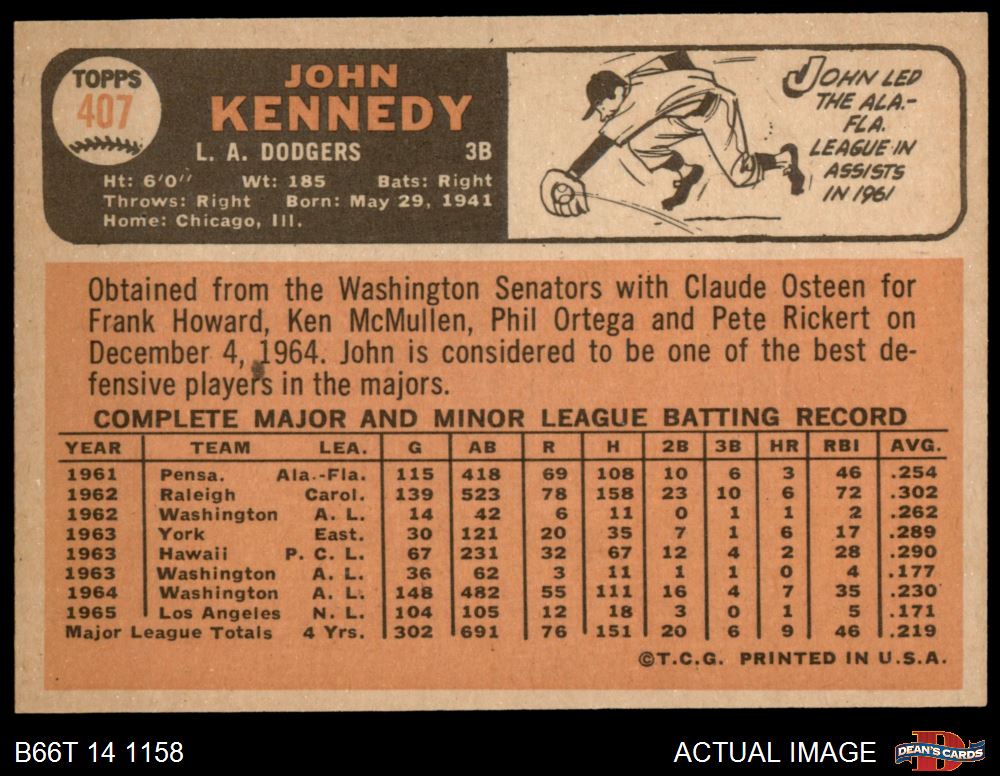 TOPPS
407
JOHN
KENNEDY
L. A. DODGERS 3B
Ht: 6'0" Wt: 185 Bats: Right
Throws: Right Born: May 29, 1941
Home: Chicago, Ill.
JOHN LED
THE ALA.-
FLA.
LEAGUE IN
ASSISTS
IN 1961
Obtained from the Washington Senators with Claude Osteen for
Frank Howard, Ken McMullen, Phil Ortega and Pete Rickert on
December 4, 1964. John is considered to be one of the best de-
fensive players in the majors.
COMPLETE MAJOR AND MINOR LEAGUE BATTING RECORD
YEAR TEAM LEA. G AB R H 2B 3B HR RBI AVG.
1961 Pensa. Ala.-Fla. 115 418 69 108 10 6 3 46 .254
1962 Raleigh Carol. 139 523 78 158 23 10 6 72 .302
1962 Washington A. L. 14 42 6 11 0 1 1 2 .262
1963 York East. 30 121 20 35 7 1 6 17 .289
1963 Hawaii P. C. L. 67 231 32 67 12 4 2 28 .290
1963 Washington A. L. 36 62 3 11 1 1 0 4 .177
1964 Washington A. L. 148 482 55 111 16 4 7 35 .230
1965 Los Angeles N. L. 104 105 12 18 3 0 1 5 .171
Major League Totals 4 Yrs. 302 691 76 151 20 6 9 46 .219
©T.C.G. PRINTED IN U.S.A.
B66T 14 1158 ACTUAL IMAGE DEAN'S CARDS